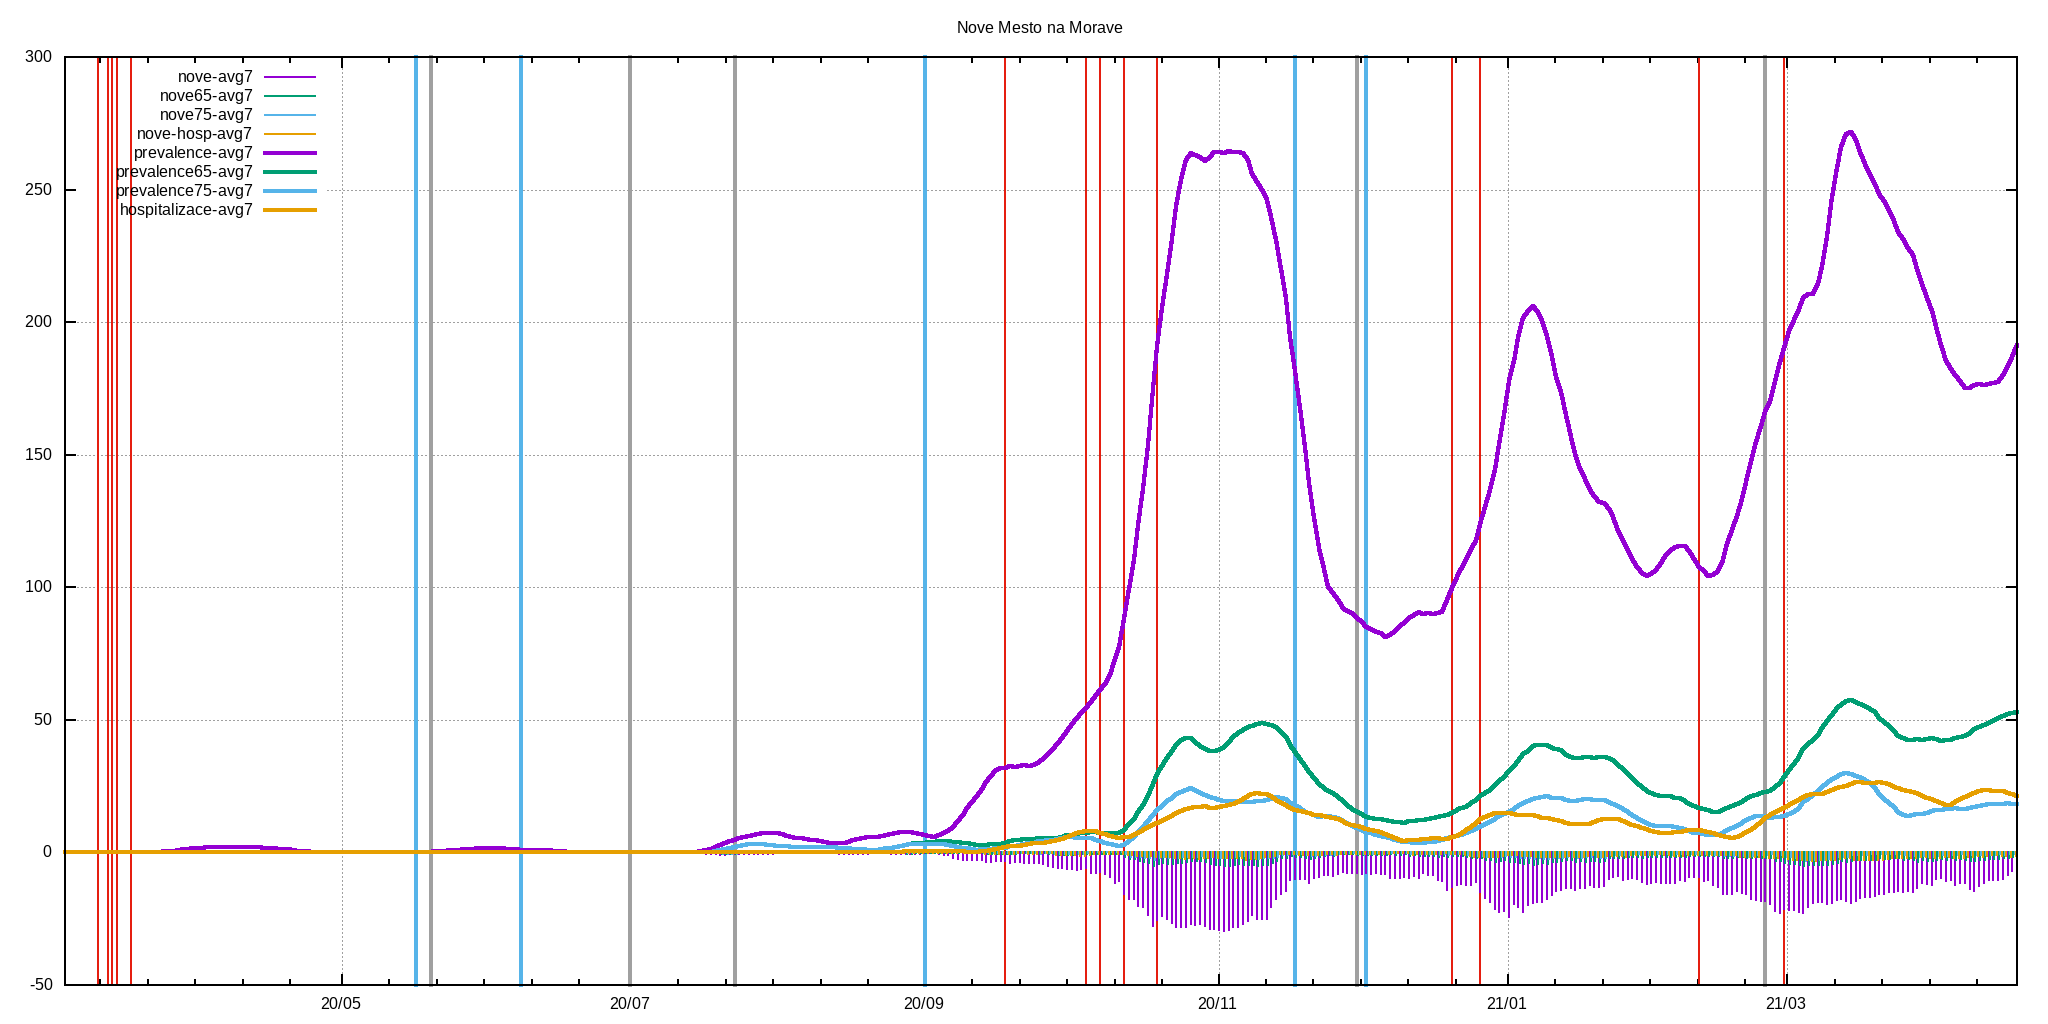 Nove Mesto na Morave
300
250
200
150
100
50
0
-50
nove-avg7
nove65-avg7
nove75-avg7
nove-hosp-avg7
prevalence-avg7
prevalence65-avg7
prevalence75-avg7
hospitalizace-avg7
20/05 20/07 20/09 20/11 21/01 21/03